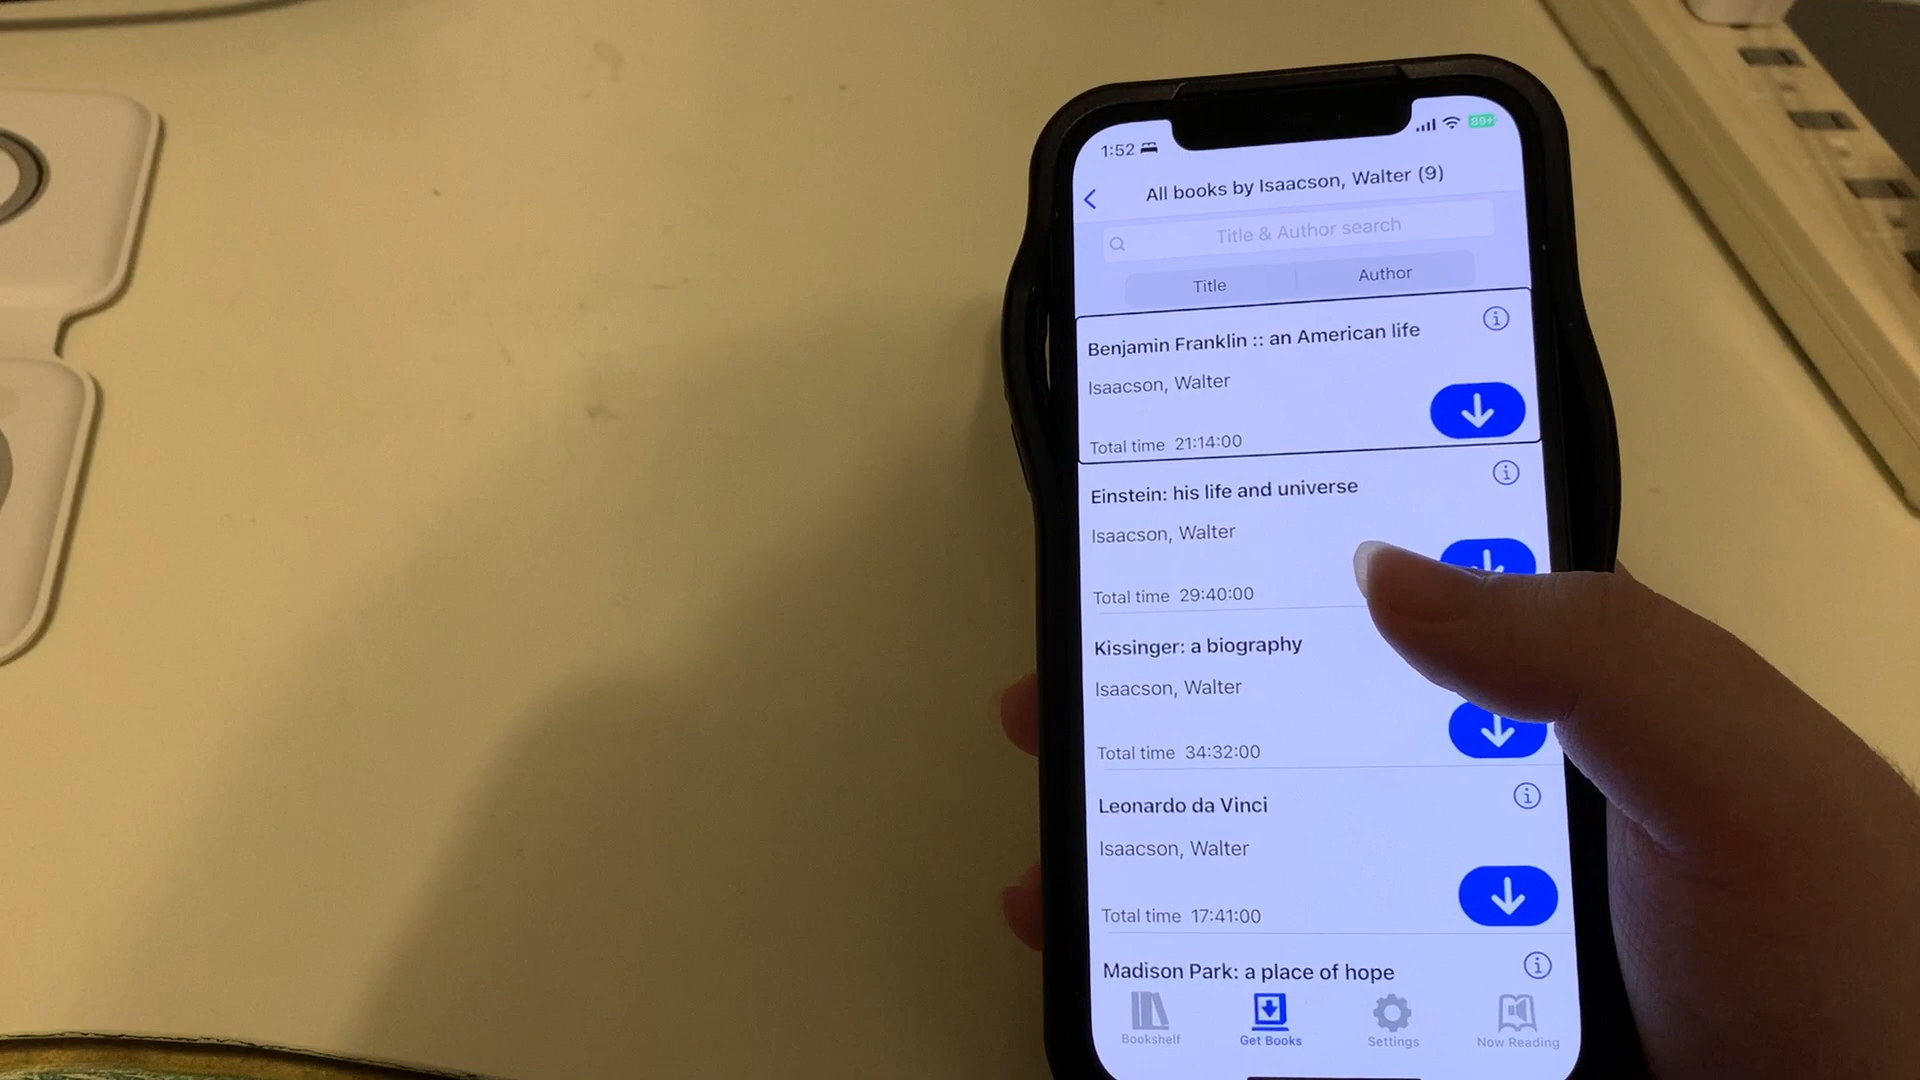 1:52
89+
All books by Isaacson, Walter (9)
Title & Author search
Title Author
Benjamin Franklin :: an American life
Isaacson, Walter
Total time 21:14:00
Einstein: his life and universe
Isaacson, Walter
Total time 29:40:00
Kissinger: a biography
Isaacson, Walter
Total time 34:32:00
Leonardo da Vinci
Isaacson, Walter
Total time 17:41:00
Madison Park: a place of hope
Bookshelf Get Books Settings Now Reading